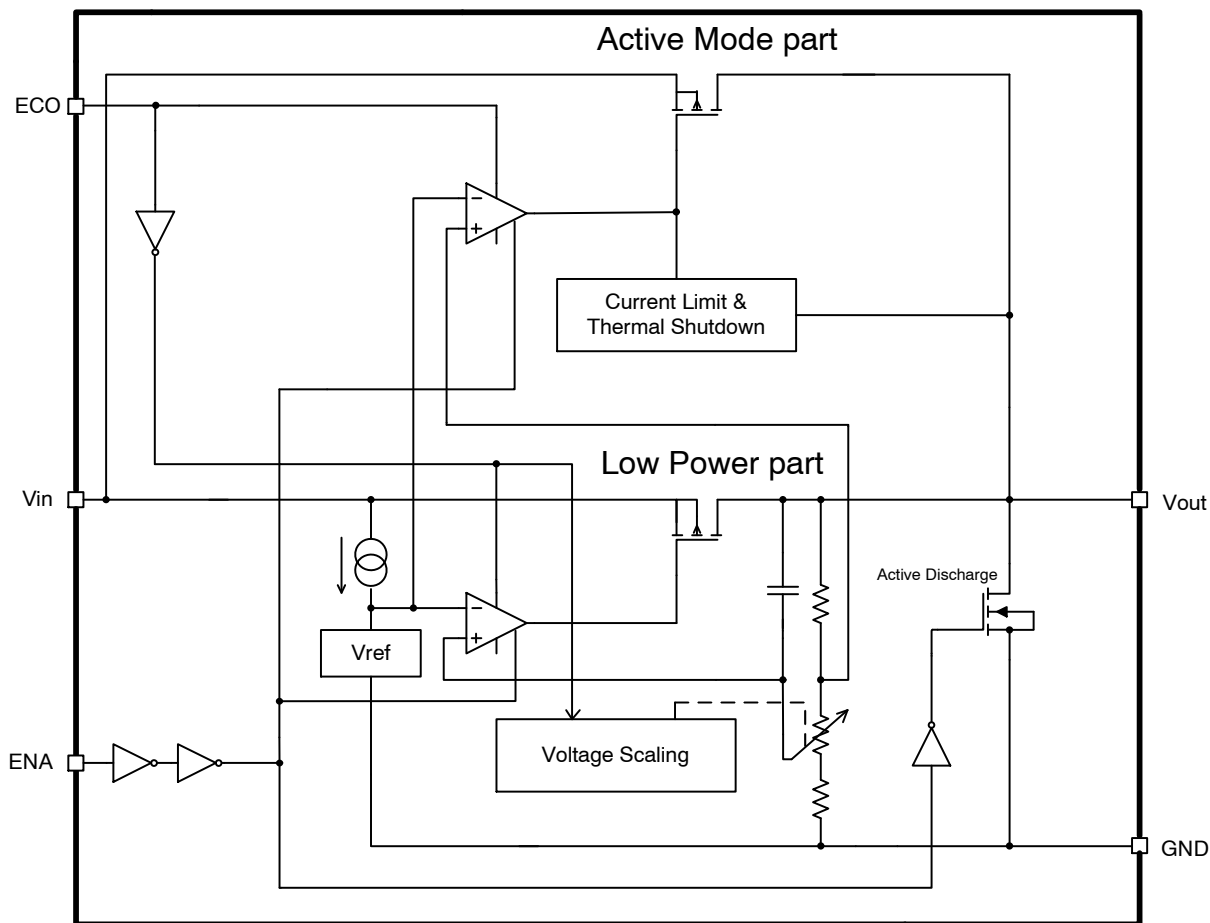 Active Mode part
ECO
−
+
Current Limit &
Thermal Shutdown
Low Power part
Vin
Vout
Active Discharge
−
+
Vref
Voltage Scaling
ENA
GND